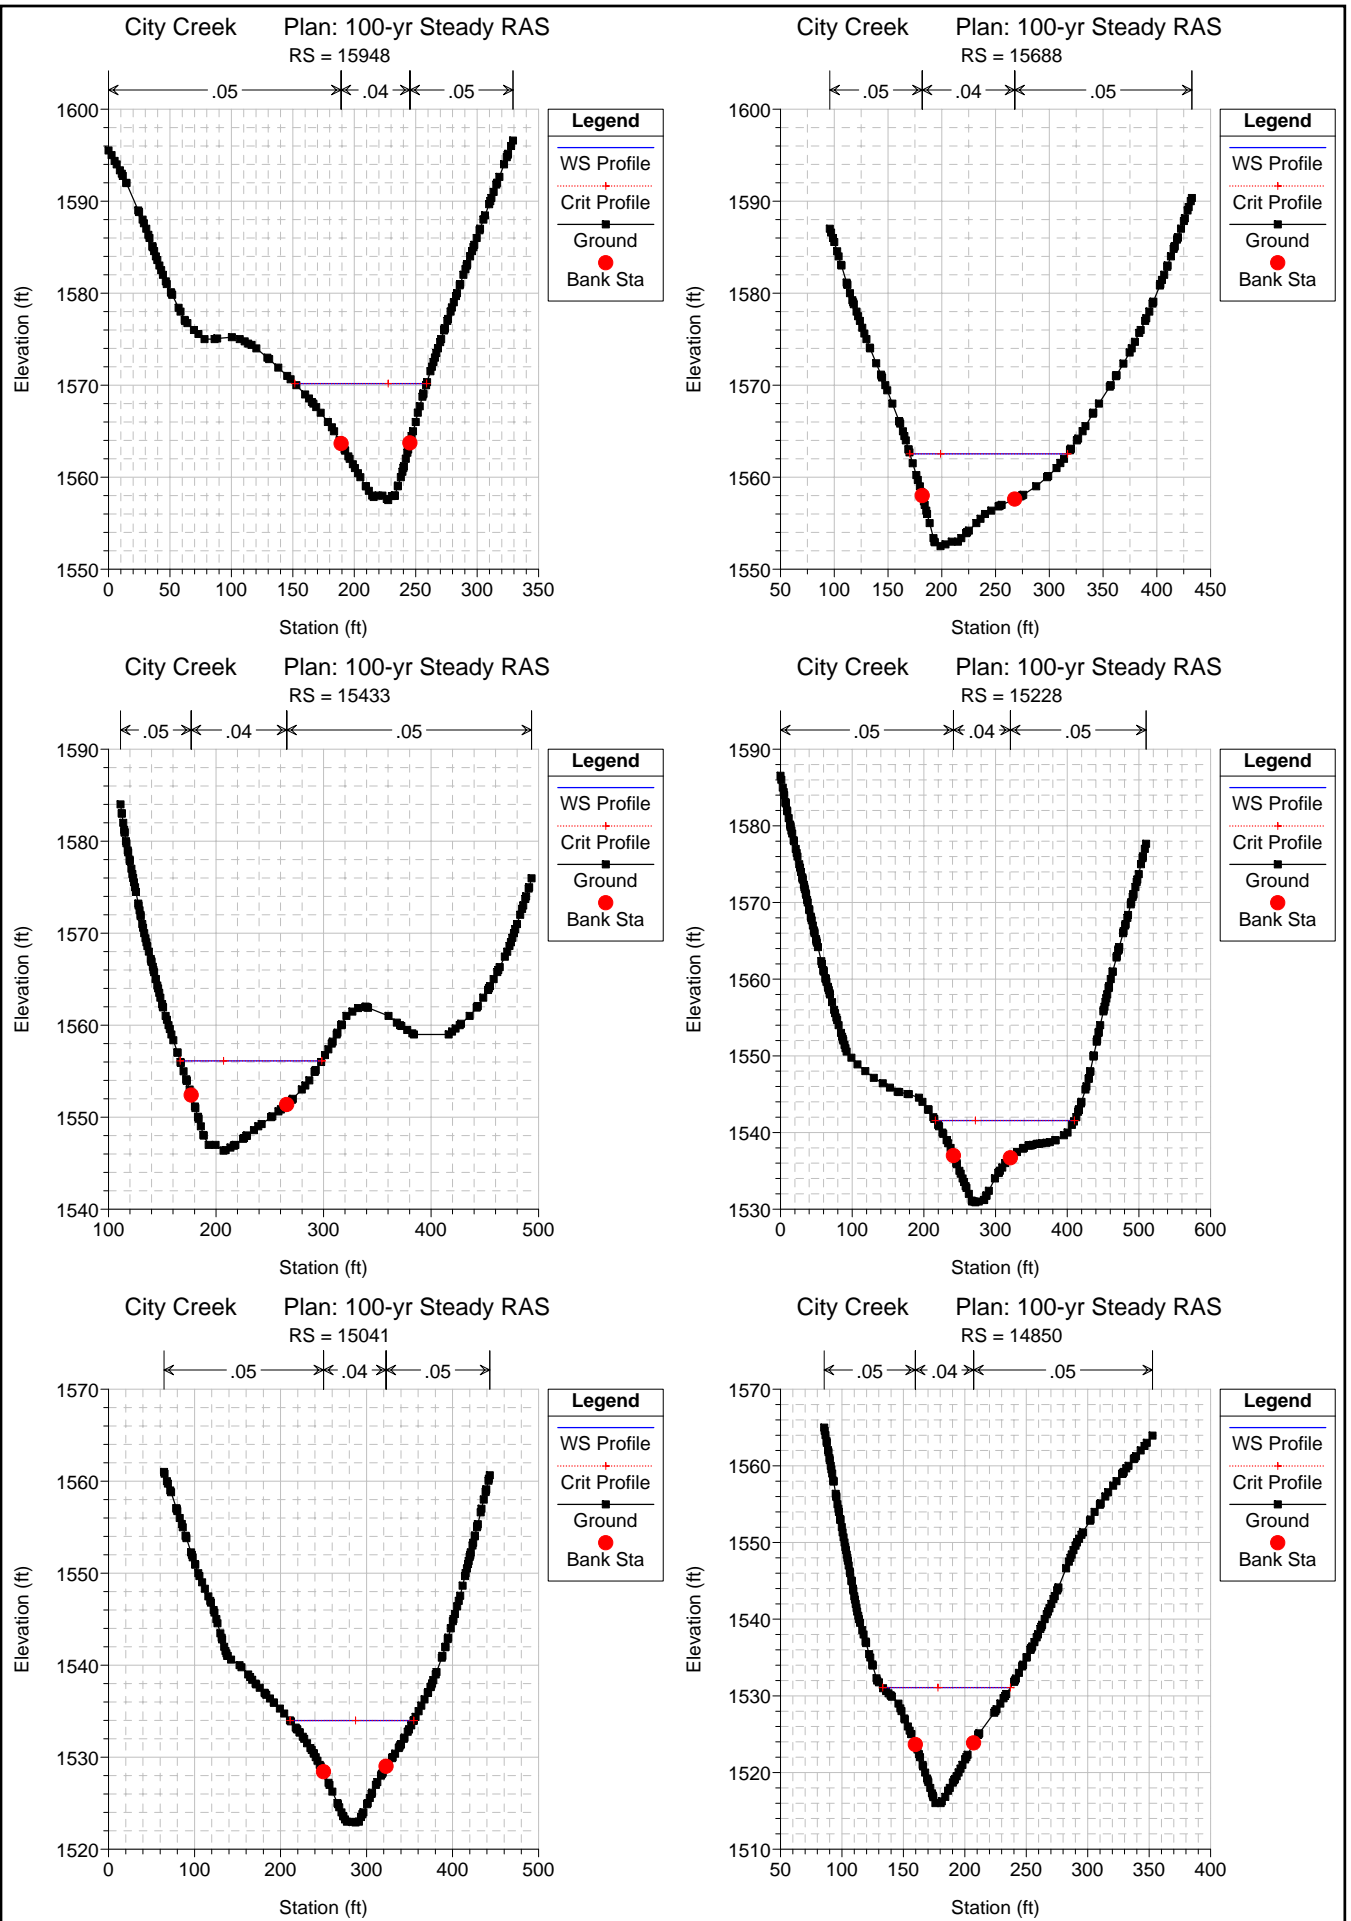 City Creek Plan: 100-yr Steady RAS
RS = 15948
.05 .04 .05
1600
1590
1580
1570
1560
1550
0 50 100 150 200 250 300 350
Elevation (ft)
Station (ft)
Legend
WS Profile
Crit Profile
Ground
Bank Sta
City Creek Plan: 100-yr Steady RAS
RS = 15688
.05 .04 .05
1600
1590
1580
1570
1560
1550
50 100 150 200 250 300 350 400 450
Elevation (ft)
Station (ft)
Legend
WS Profile
Crit Profile
Ground
Bank Sta
City Creek Plan: 100-yr Steady RAS
RS = 15433
.05 .04 .05
1590
1580
1570
1560
1550
1540
100 200 300 400 500
Elevation (ft)
Station (ft)
Legend
WS Profile
Crit Profile
Ground
Bank Sta
City Creek Plan: 100-yr Steady RAS
RS = 15228
.05 .04 .05
1590
1580
1570
1560
1550
1540
1530
0 100 200 300 400 500 600
Elevation (ft)
Station (ft)
Legend
WS Profile
Crit Profile
Ground
Bank Sta
City Creek Plan: 100-yr Steady RAS
RS = 15041
.05 .04 .05
1570
1560
1550
1540
1530
1520
0 100 200 300 400 500
Elevation (ft)
Station (ft)
Legend
WS Profile
Crit Profile
Ground
Bank Sta
City Creek Plan: 100-yr Steady RAS
RS = 14850
.05 .04 .05
1570
1560
1550
1540
1530
1520
1510
50 100 150 200 250 300 350 400
Elevation (ft)
Station (ft)
Legend
WS Profile
Crit Profile
Ground
Bank Sta